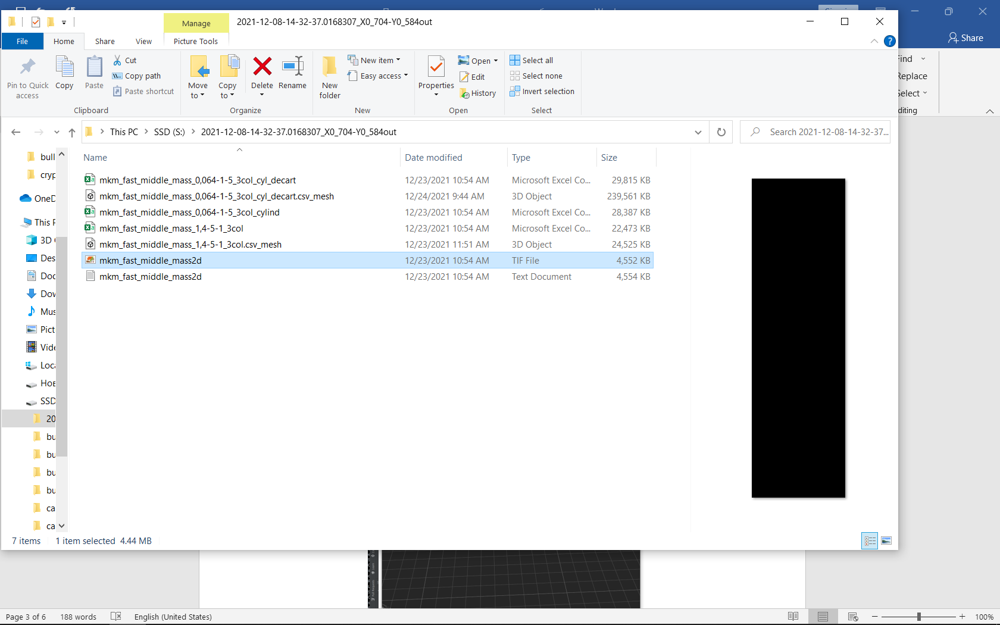 Manage
2021-12-08-14-32-37.0168307_X0_704-Y0_584out
File Home Share View Picture Tools
Share
Pin to Quick access
Copy
Paste
Cut
Copy path
Paste shortcut
Clipboard
Move to
Copy to
Delete
Rename
Organize
New folder
New item
Easy access
New
Properties
Open
Edit
History
Open
Select all
Select none
Invert selection
Select
Find
Replace
Select
diting
This PC SSD (S:) 2021-12-08-14-32-37.0168307_X0_704-Y0_584out
Search 2021-12-08-14-32-37...
Name Date modified Type Size
mkm_fast_middle_mass_0,064-1-5_3col_cyl_decart 12/23/2021 10:54 AM Microsoft Excel Co... 29,815 KB
mkm_fast_middle_mass_0,064-1-5_3col_cyl_decart.csv_mesh 12/24/2021 9:44 AM 3D Object 239,561 KB
mkm_fast_middle_mass_0,064-1-5_3col_cylind 12/23/2021 10:54 AM Microsoft Excel Co... 28,387 KB
mkm_fast_middle_mass_1,4-5-1_3col 12/23/2021 10:54 AM Microsoft Excel Co... 22,473 KB
mkm_fast_middle_mass_1,4-5-1_3col.csv_mesh 12/23/2021 11:51 AM 3D Object 24,525 KB
mkm_fast_middle_mass2d 12/23/2021 10:54 AM TIF File 4,552 KB
mkm_fast_middle_mass2d 12/23/2021 10:54 AM Text Document 4,554 KB
bull
cryp
OneD
This P
3D
Des
Doc
Dov
Mus
Pict
Vide
Loca
Нов
SSD
20
bu
bu
bu
bu
ca
ca
7 items 1 item selected 4.44 MB
Page 3 of 6 188 words English (United States) 100%